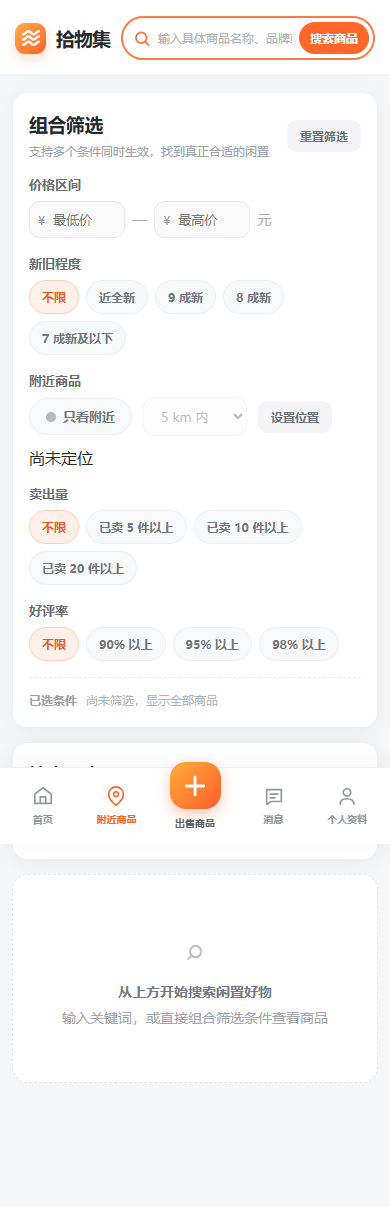 拾物集
输入具体商品名称、品牌
搜索商品
组合筛选
支持多个条件同时生效，找到真正合适的闲置
重置筛选
价格区间
¥ 最低价 — ¥ 最高价 元
新旧程度
不限 近全新 9 成新 8 成新
7 成新及以下
附近商品
只看附近 5 km 内 设置位置
尚未定位
卖出量
不限 已卖 5 件以上 已卖 10 件以上
已卖 20 件以上
好评率
不限 90% 以上 95% 以上 98% 以上
已选条件 尚未筛选，显示全部商品
首页 附近商品 出售商品 消息 个人资料
从上方开始搜索闲置好物
输入关键词，或直接组合筛选条件查看商品